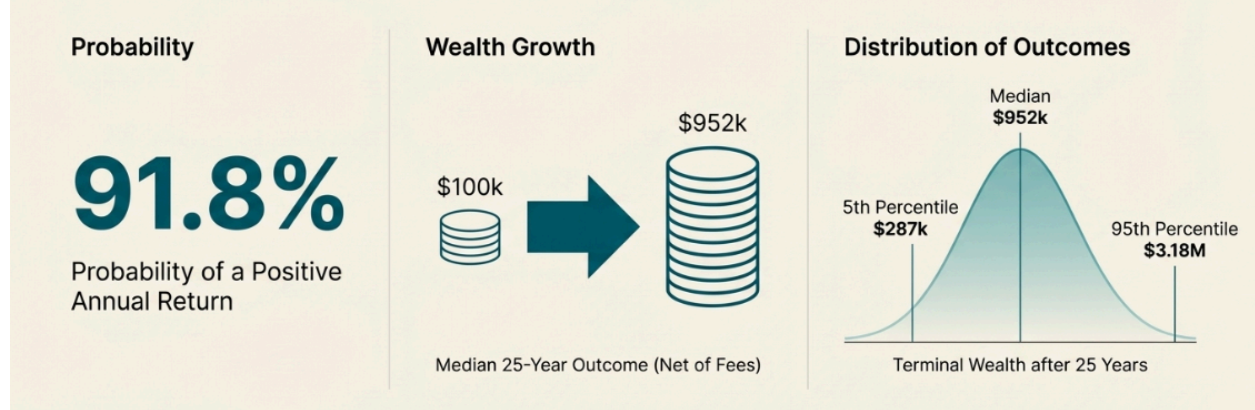 Probability
91.8%
Probability of a Positive
Annual Return
Wealth Growth
$100k
$952k
Median 25-Year Outcome (Net of Fees)
Distribution of Outcomes
Median
$952k
5th Percentile
$287k
95th Percentile
$3.18M
Terminal Wealth after 25 Years